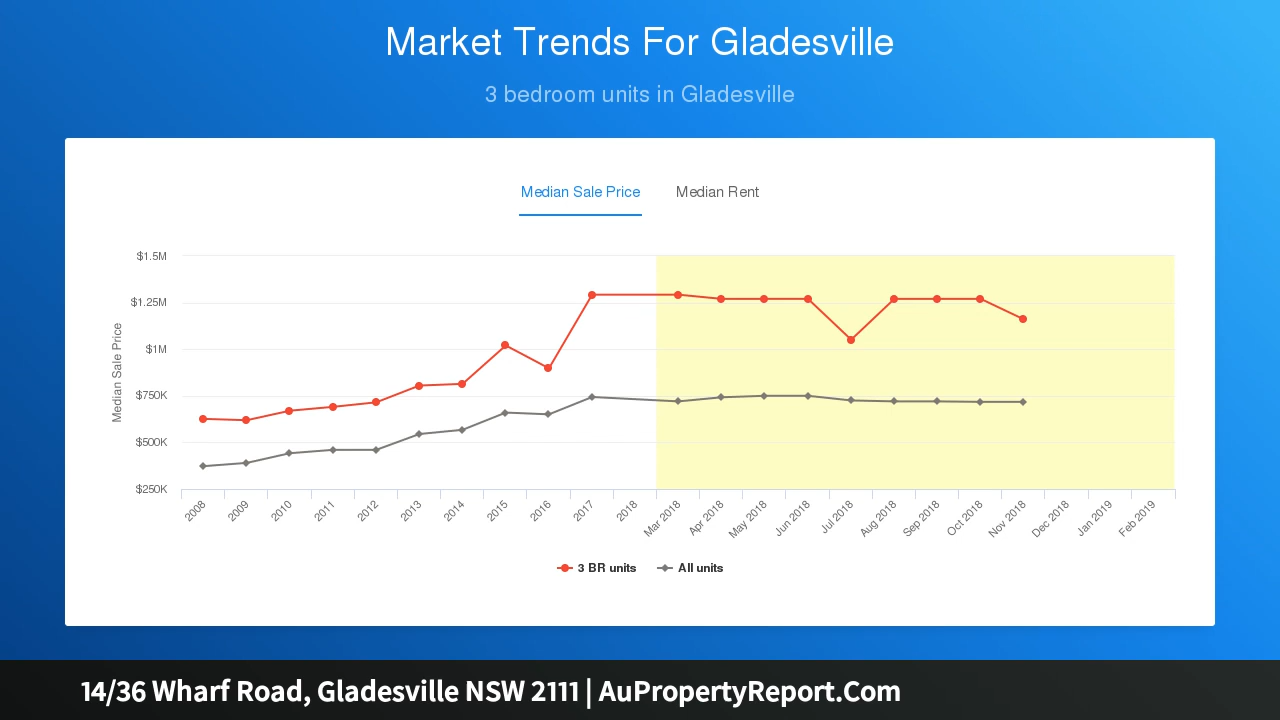 Market Trends For Gladesville
3 bedroom units in Gladesville
Median Sale Price Median Rent
Median Sale Price
$1.5M
$1.25M
$1M
$750K
$500K
$250K
2008 2009 2010 2011 2012 2013 2014 2015 2016 2017 2018 Mar 2018 Apr 2018 May 2018 Jun 2018 Jul 2018 Aug 2018 Sep 2018 Oct 2018 Nov 2018 Dec 2018 Jan 2019 Feb 2019
3 BR units All units
14/36 Wharf Road, Gladesville NSW 2111 | AuPropertyReport.Com